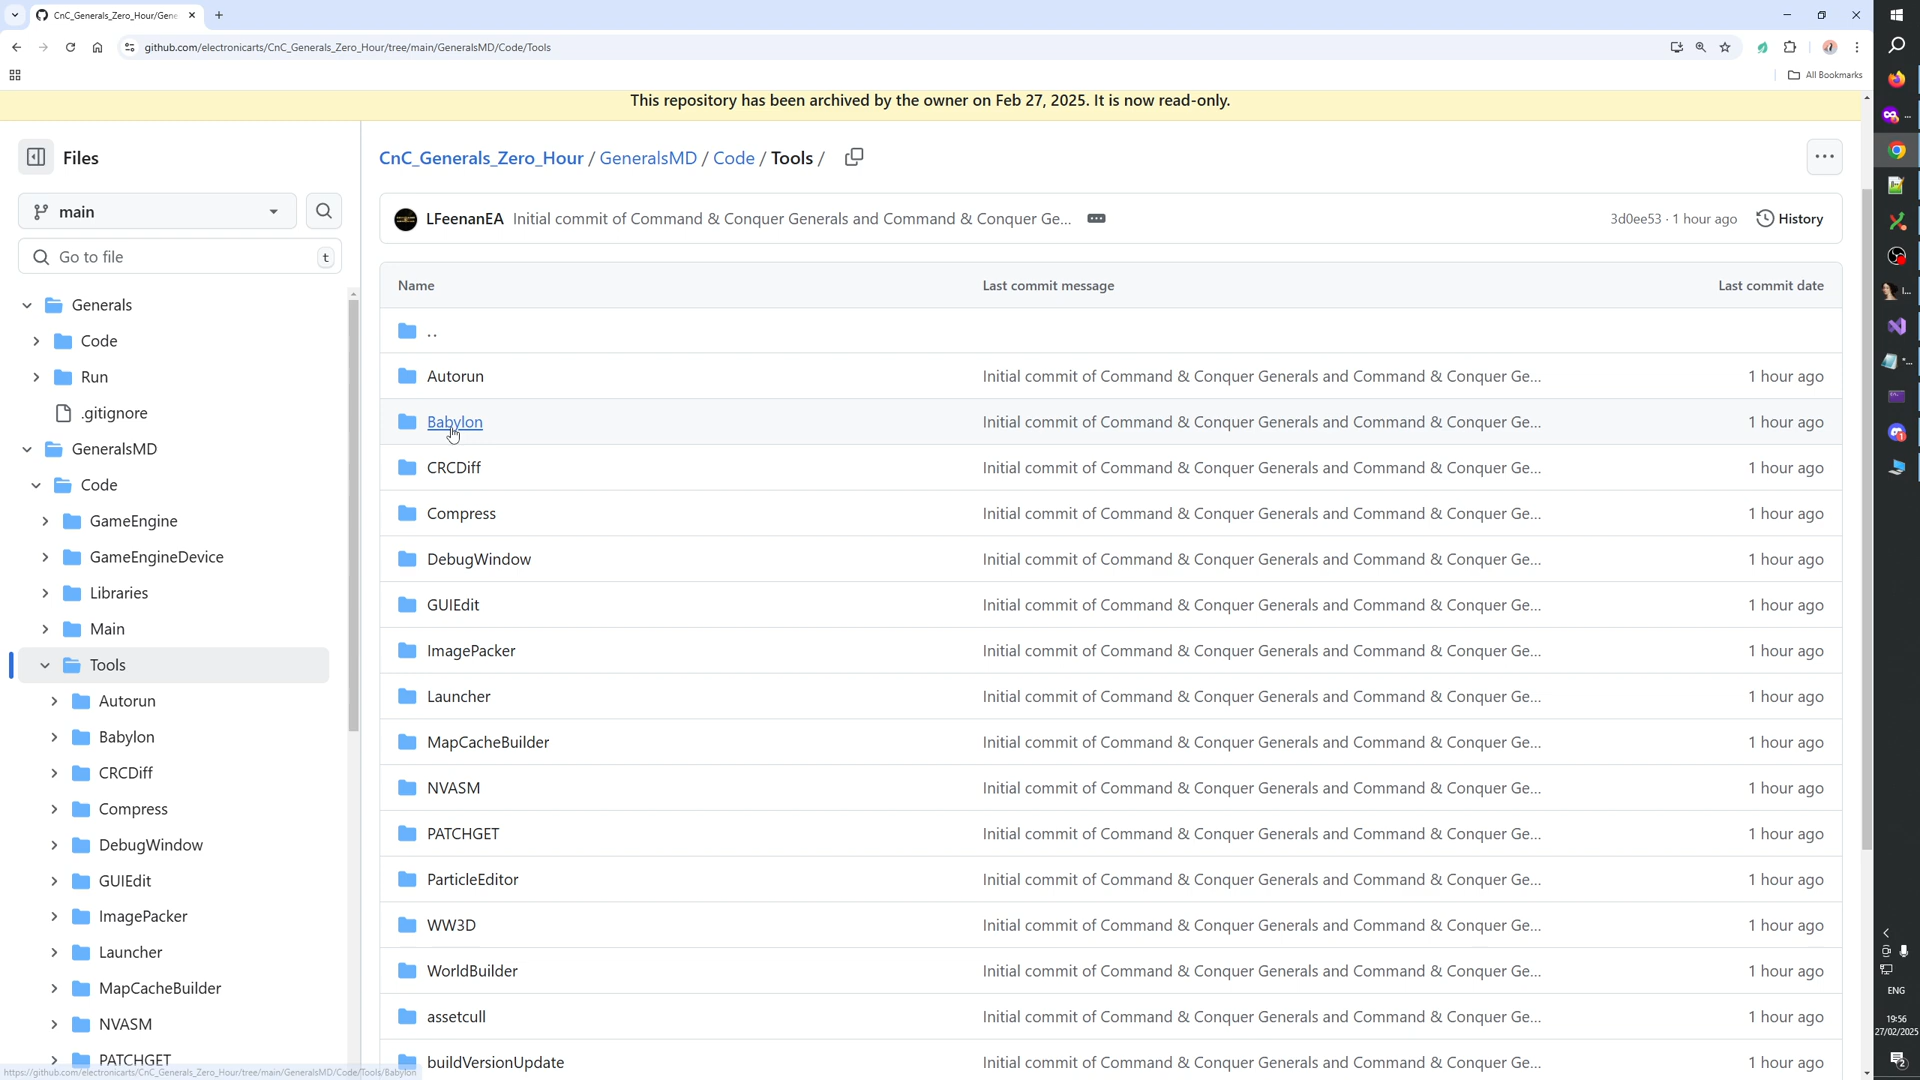 CnC_Generals_Zero_Hour/Gene
github.com/electronicarts/CnC_Generals_Zero_Hour/tree/main/GeneralsMD/Code/Tools
All Bookmarks
This repository has been archived by the owner on Feb 27, 2025. It is now read-only.
Files
main
Go to file
t
Generals
Code
Run
.gitignore
GeneralsMD
Code
GameEngine
GameEngineDevice
Libraries
Main
Tools
Autorun
Babylon
CRCDiff
Compress
DebugWindow
GUIEdit
ImagePacker
Launcher
MapCacheBuilder
NVASM
PATCHGET
https://github.com/electronicarts/CnC_Generals_Zero_Hour/tree/main/GeneralsMD/Code/Tools/Babylon
CnC_Generals_Zero_Hour / GeneralsMD / Code / Tools /
LFeenanEA Initial commit of Command & Conquer Generals and Command & Conquer Ge... 3d0ee53 · 1 hour ago History
Name Last commit message Last commit date
..
Autorun Initial commit of Command & Conquer Generals and Command & Conquer Ge... 1 hour ago
Babylon Initial commit of Command & Conquer Generals and Command & Conquer Ge... 1 hour ago
CRCDiff Initial commit of Command & Conquer Generals and Command & Conquer Ge... 1 hour ago
Compress Initial commit of Command & Conquer Generals and Command & Conquer Ge... 1 hour ago
DebugWindow Initial commit of Command & Conquer Generals and Command & Conquer Ge... 1 hour ago
GUIEdit Initial commit of Command & Conquer Generals and Command & Conquer Ge... 1 hour ago
ImagePacker Initial commit of Command & Conquer Generals and Command & Conquer Ge... 1 hour ago
Launcher Initial commit of Command & Conquer Generals and Command & Conquer Ge... 1 hour ago
MapCacheBuilder Initial commit of Command & Conquer Generals and Command & Conquer Ge... 1 hour ago
NVASM Initial commit of Command & Conquer Generals and Command & Conquer Ge... 1 hour ago
PATCHGET Initial commit of Command & Conquer Generals and Command & Conquer Ge... 1 hour ago
ParticleEditor Initial commit of Command & Conquer Generals and Command & Conquer Ge... 1 hour ago
WW3D Initial commit of Command & Conquer Generals and Command & Conquer Ge... 1 hour ago
WorldBuilder Initial commit of Command & Conquer Generals and Command & Conquer Ge... 1 hour ago
assetcull Initial commit of Command & Conquer Generals and Command & Conquer Ge... 1 hour ago
buildVersionUpdate Initial commit of Command & Conquer Generals and Command & Conquer Ge... 1 hour ago
ENG
19:56
27/02/2025
2